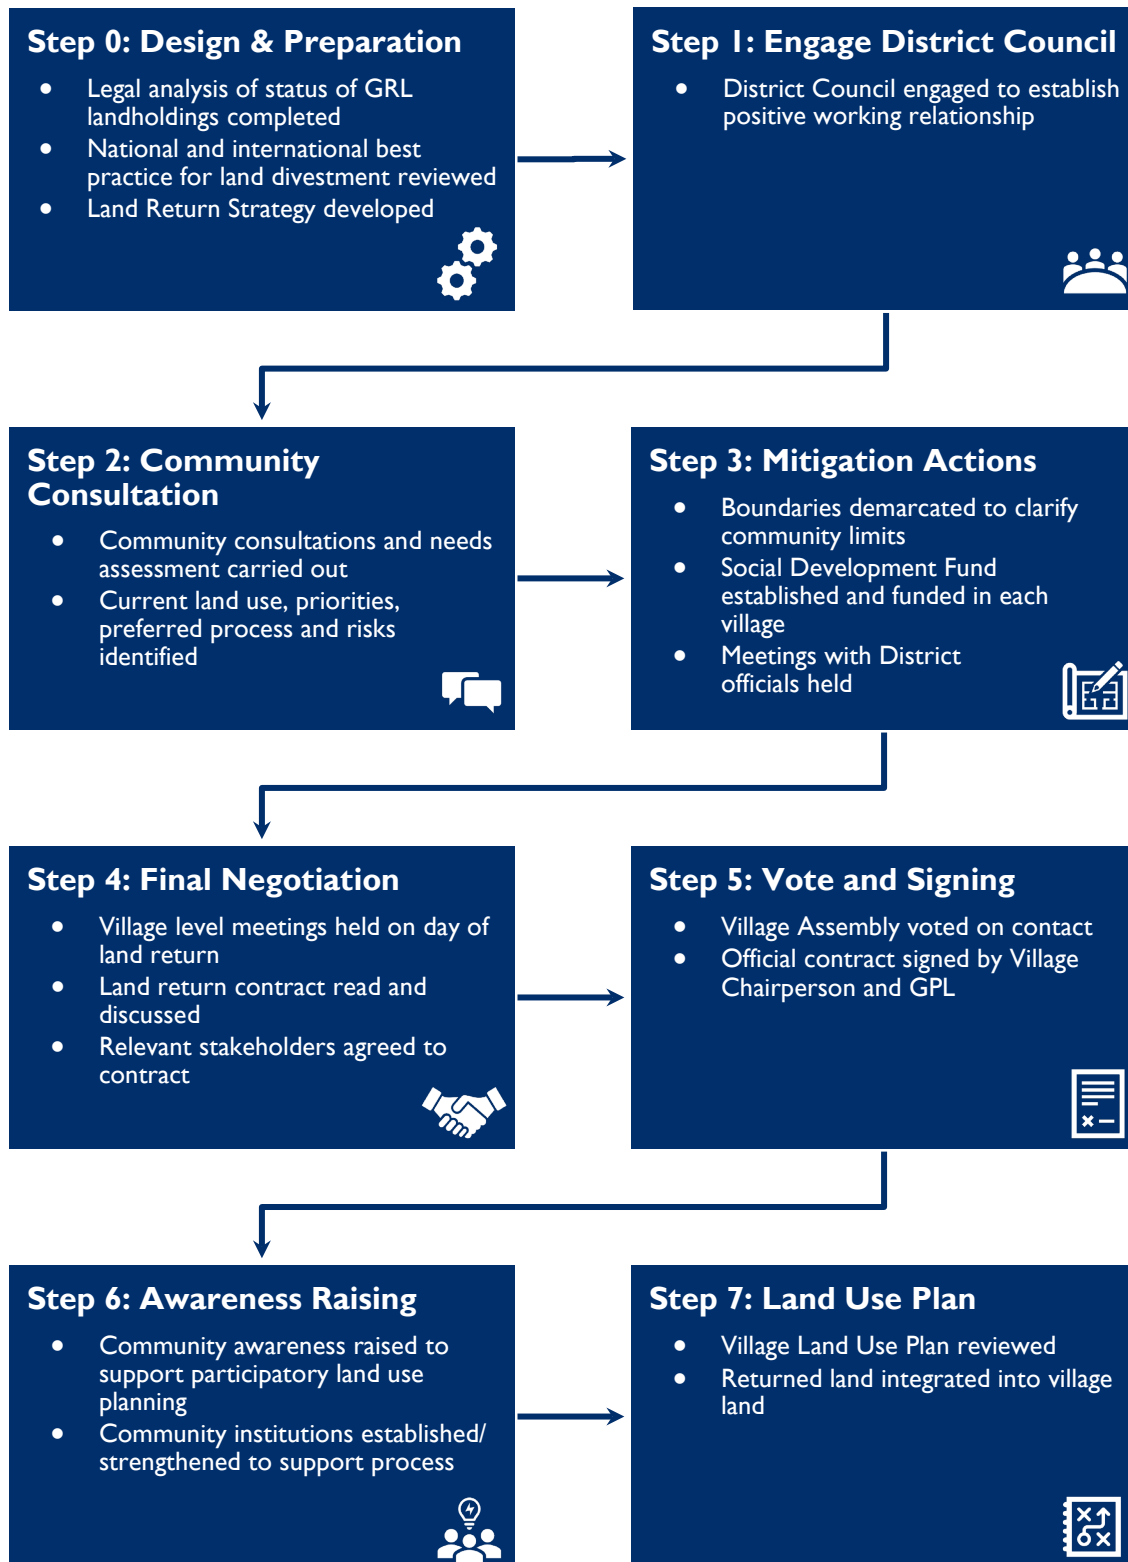 Step 0: Design & Preparation
• Legal analysis of status of GRL
landholdings completed
• National and international best
practice for land divestment reviewed
• Land Return Strategy developed
Step 1: Engage District Council
• District Council engaged to establish
positive working relationship
Step 2: Community
Consultation
• Community consultations and needs
assessment carried out
• Current land use, priorities,
preferred process and risks
identified
Step 3: Mitigation Actions
• Boundaries demarcated to clarify
community limits
• Social Development Fund
established and funded in each
village
• Meetings with District
officials held
Step 4: Final Negotiation
• Village level meetings held on day of
land return
• Land return contract read and
discussed
• Relevant stakeholders agreed to
contract
Step 5: Vote and Signing
• Village Assembly voted on contact
• Official contract signed by Village
Chairperson and GPL
Step 6: Awareness Raising
• Community awareness raised to
support participatory land use
planning
• Community institutions established/
strengthened to support process
Step 7: Land Use Plan
• Village Land Use Plan reviewed
• Returned land integrated into village
land